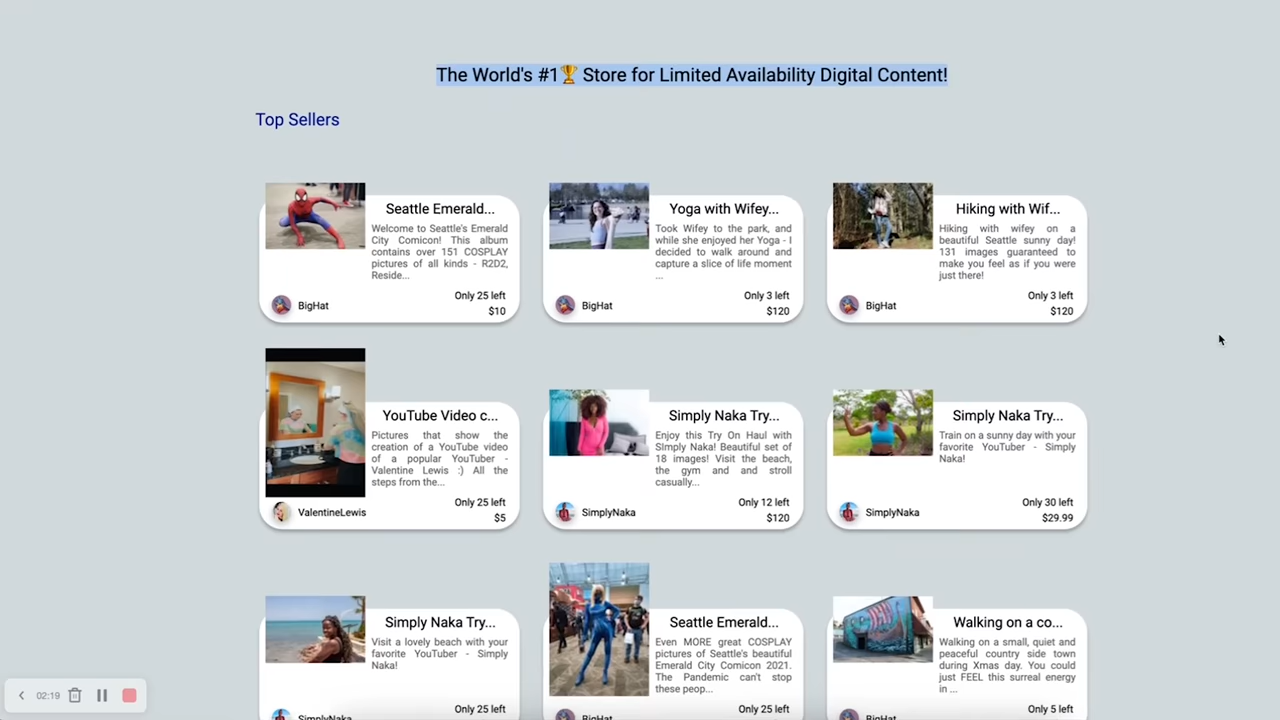 The World's #1🏆 Store for Limited Availability Digital Content!
Top Sellers
Seattle Emerald...
Welcome to Seattle's Emerald
City Comicon! This album
contains over 151 COSPLAY
pictures of all kinds - R2D2,
Reside...
Only 25 left
BigHat
$10
Yoga with Wifey...
Took Wifey to the park, and
while she enjoyed her Yoga - I
decided to walk around and
capture a slice of life moment
...
Only 3 left
BigHat
$120
Hiking with Wif...
Hiking with wifey on a
beautiful Seattle sunny day!
131 images guaranteed to
make you feel as if you were
just there!
Only 3 left
BigHat
$120
YouTube Video c...
Pictures that show the
creation of a YouTube video
of a popular YouTuber -
Valentine Lewis :) All the
steps from the...
Only 25 left
ValentineLewis
$5
Simply Naka Try...
Enjoy this Try On Haul with
SImply Naka! Beautiful set of
18 images! Visit the beach,
the gym and and stroll
casually...
Only 12 left
SimplyNaka
$120
Simply Naka Try...
Train on a sunny day with your
favorite YouTuber - Simply
Naka!
Only 30 left
SimplyNaka
$29.99
Simply Naka Try...
Visit a lovely beach with your
favorite YouTuber - Simply
Naka!
Only 25 left
SimplyNaka
Seattle Emerald...
Even MORE great COSPLAY
pictures of Seattle's beautiful
Emerald City Comicon 2021.
The Pandemic can't stop
these peop...
Only 25 left
BigHat
Walking on a co...
Walking on a small, quiet and
peaceful country side town
during Xmas day. You could
just FEEL this surreal energy
in ...
Only 5 left
BigHat
02:19